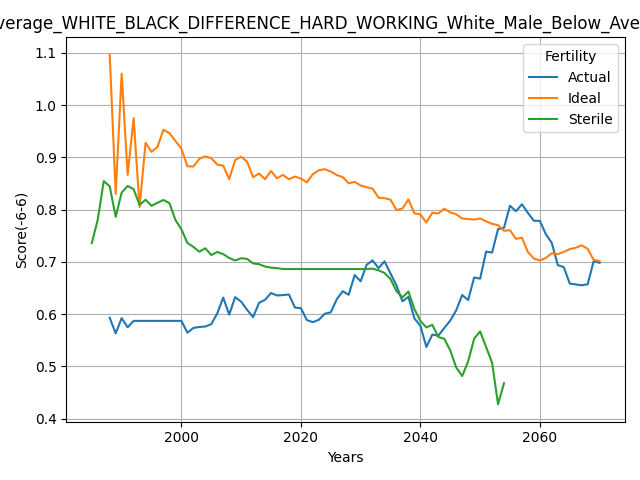 verage_WHITE_BLACK_DIFFERENCE_HARD_WORKING_White_Male_Below_Ave
Fertility
Actual
Ideal
Sterile
1.1
1.0
0.9
0.8
0.7
0.6
0.5
0.4
Score(-6-6)
2000
2020
2040
2060
Years